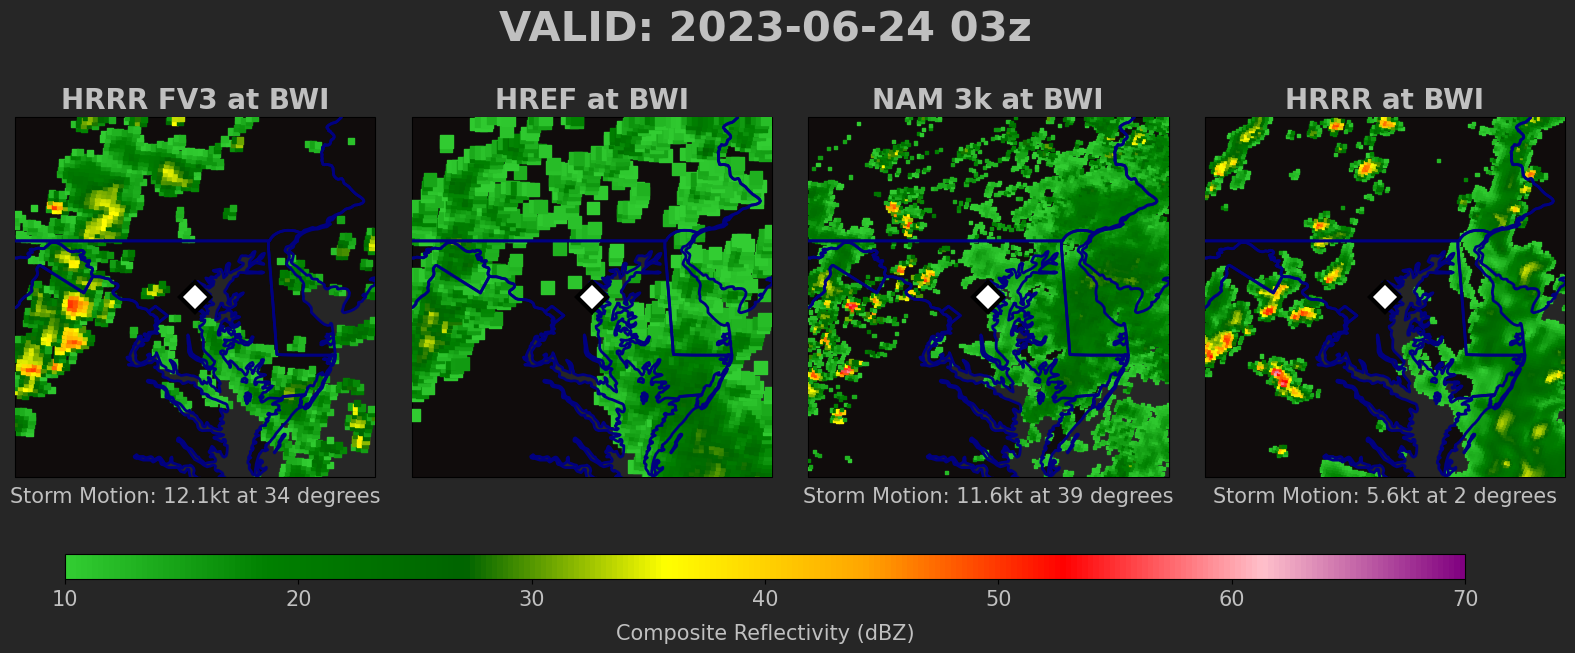 VALID: 2023-06-24 03z
HRRR FV3 at BWI
HREF at BWI
NAM 3k at BWI
HRRR at BWI
Storm Motion: 12.1kt at 34 degrees
Storm Motion: 11.6kt at 39 degrees
Storm Motion: 5.6kt at 2 degrees
10 20 30 40 50 60 70
Composite Reflectivity (dBZ)